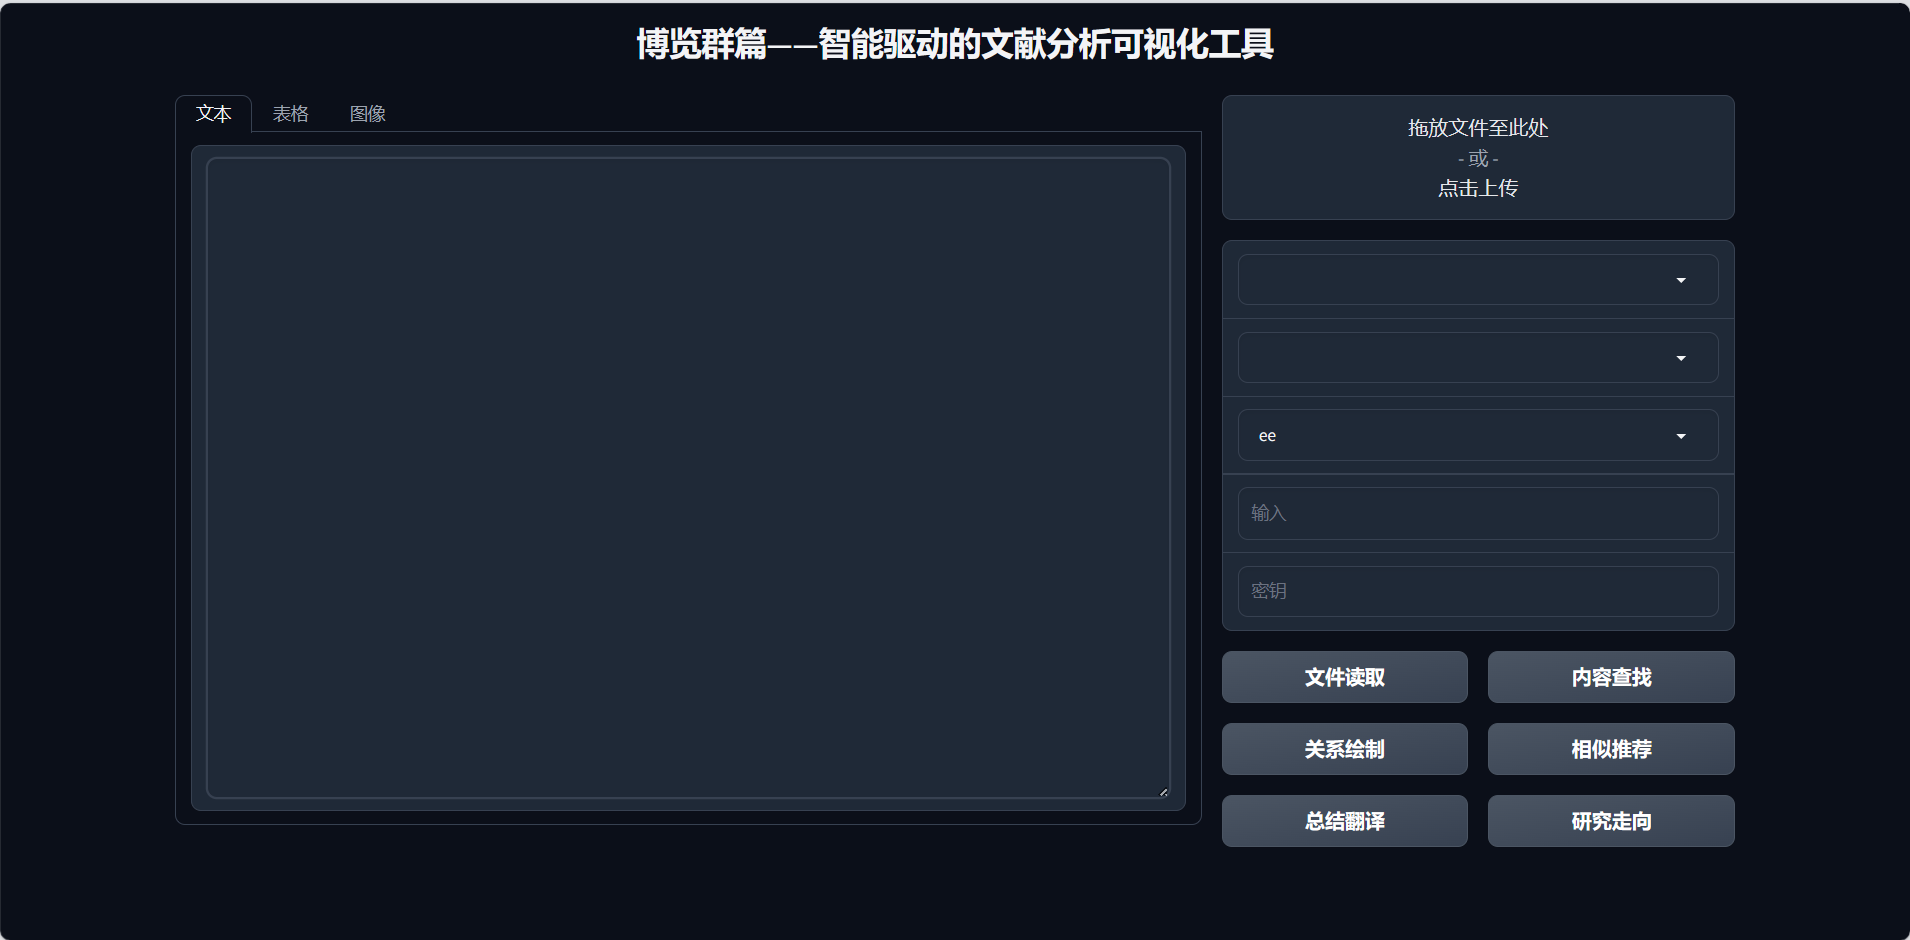 博览群篇——智能驱动的文献分析可视化工具
文本 表格 图像
拖放文件至此处
- 或 -
点击上传
ee
输入
密钥
文件读取 内容查找
关系绘制 相似推荐
总结翻译 研究走向